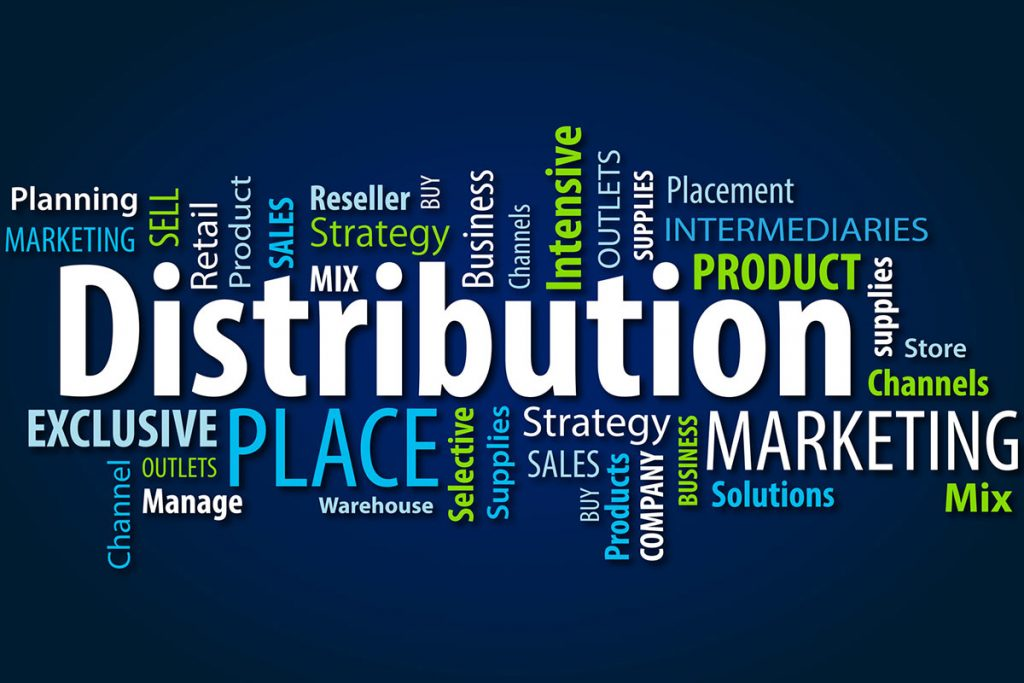 Planning
MARKETING
SELL
Retail
Product
SALES
Reseller
BUY
Strategy
MIX
Business
Channels
Intensive
OUTLETS
SUPPLIES
Placement
INTERMEDIARIES
PRODUCT
supplies
Distribution
Store
Channels
EXCLUSIVE
PLACE
Selective
Supplies
Strategy
MARKETING
Channel
OUTLETS
Manage
Warehouse
SALES
BUY
Products
COMPANY
BUSINESS
Solutions
Mix